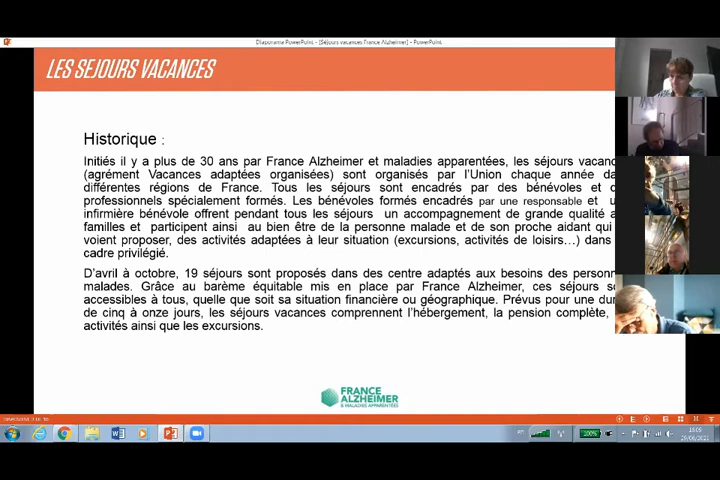 Diaporama PowerPoint - [Séjours vacances France Alzheimer] - PowerPoint
LES SEJOURS VACANCES
Historique :
Initiés il y a plus de 30 ans par France Alzheimer et maladies apparentées, les séjours vacanc
(agrément Vacances adaptées organisées) sont organisés par l'Union chaque année da
différentes régions de France. Tous les séjours sont encadrés par des bénévoles et d
professionnels spécialement formés. Les bénévoles formés encadrés par une responsable et u
infirmière bénévole offrent pendant tous les séjours un accompagnement de grande qualité a
familles et participent ainsi au bien être de la personne malade et de son proche aidant qui
voient proposer, des activités adaptées à leur situation (excursions, activités de loisirs…) dans
cadre privilégié.
D'avril à octobre, 19 séjours sont proposés dans des centre adaptés aux besoins des personn
malades. Grâce au barème équitable mis en place par France Alzheimer, ces séjours so
accessibles à tous, quelle que soit sa situation financière ou géographique. Prévus pour une dur
de cinq à onze jours, les séjours vacances comprennent l'hébergement, la pension complète,
activités ainsi que les excursions.
FRANCE
ALZHEIMER
& MALADIES APPARENTÉES
100%